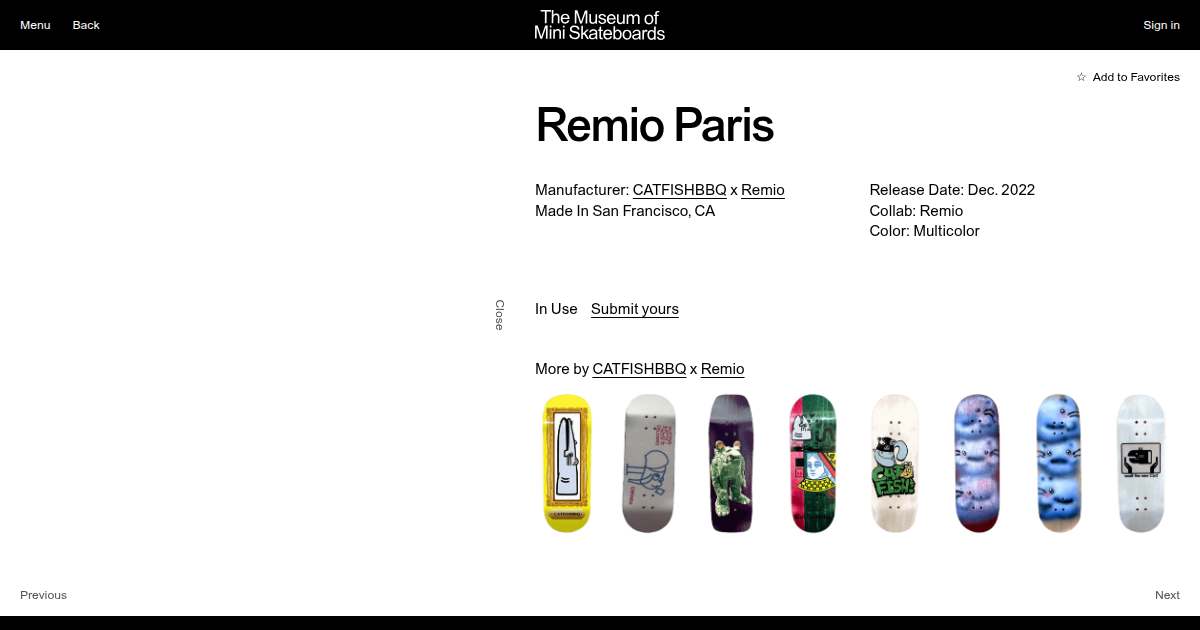 Menu
Back
The Museum of
Mini Skateboards
Sign in
☆ Add to Favorites
Remio Paris
Manufacturer: CATFISHBBQ x Remio
Made In San Francisco, CA
Release Date: Dec. 2022
Collab: Remio
Color: Multicolor
Close
In Use Submit yours
More by CATFISHBBQ x Remio
Previous
Next